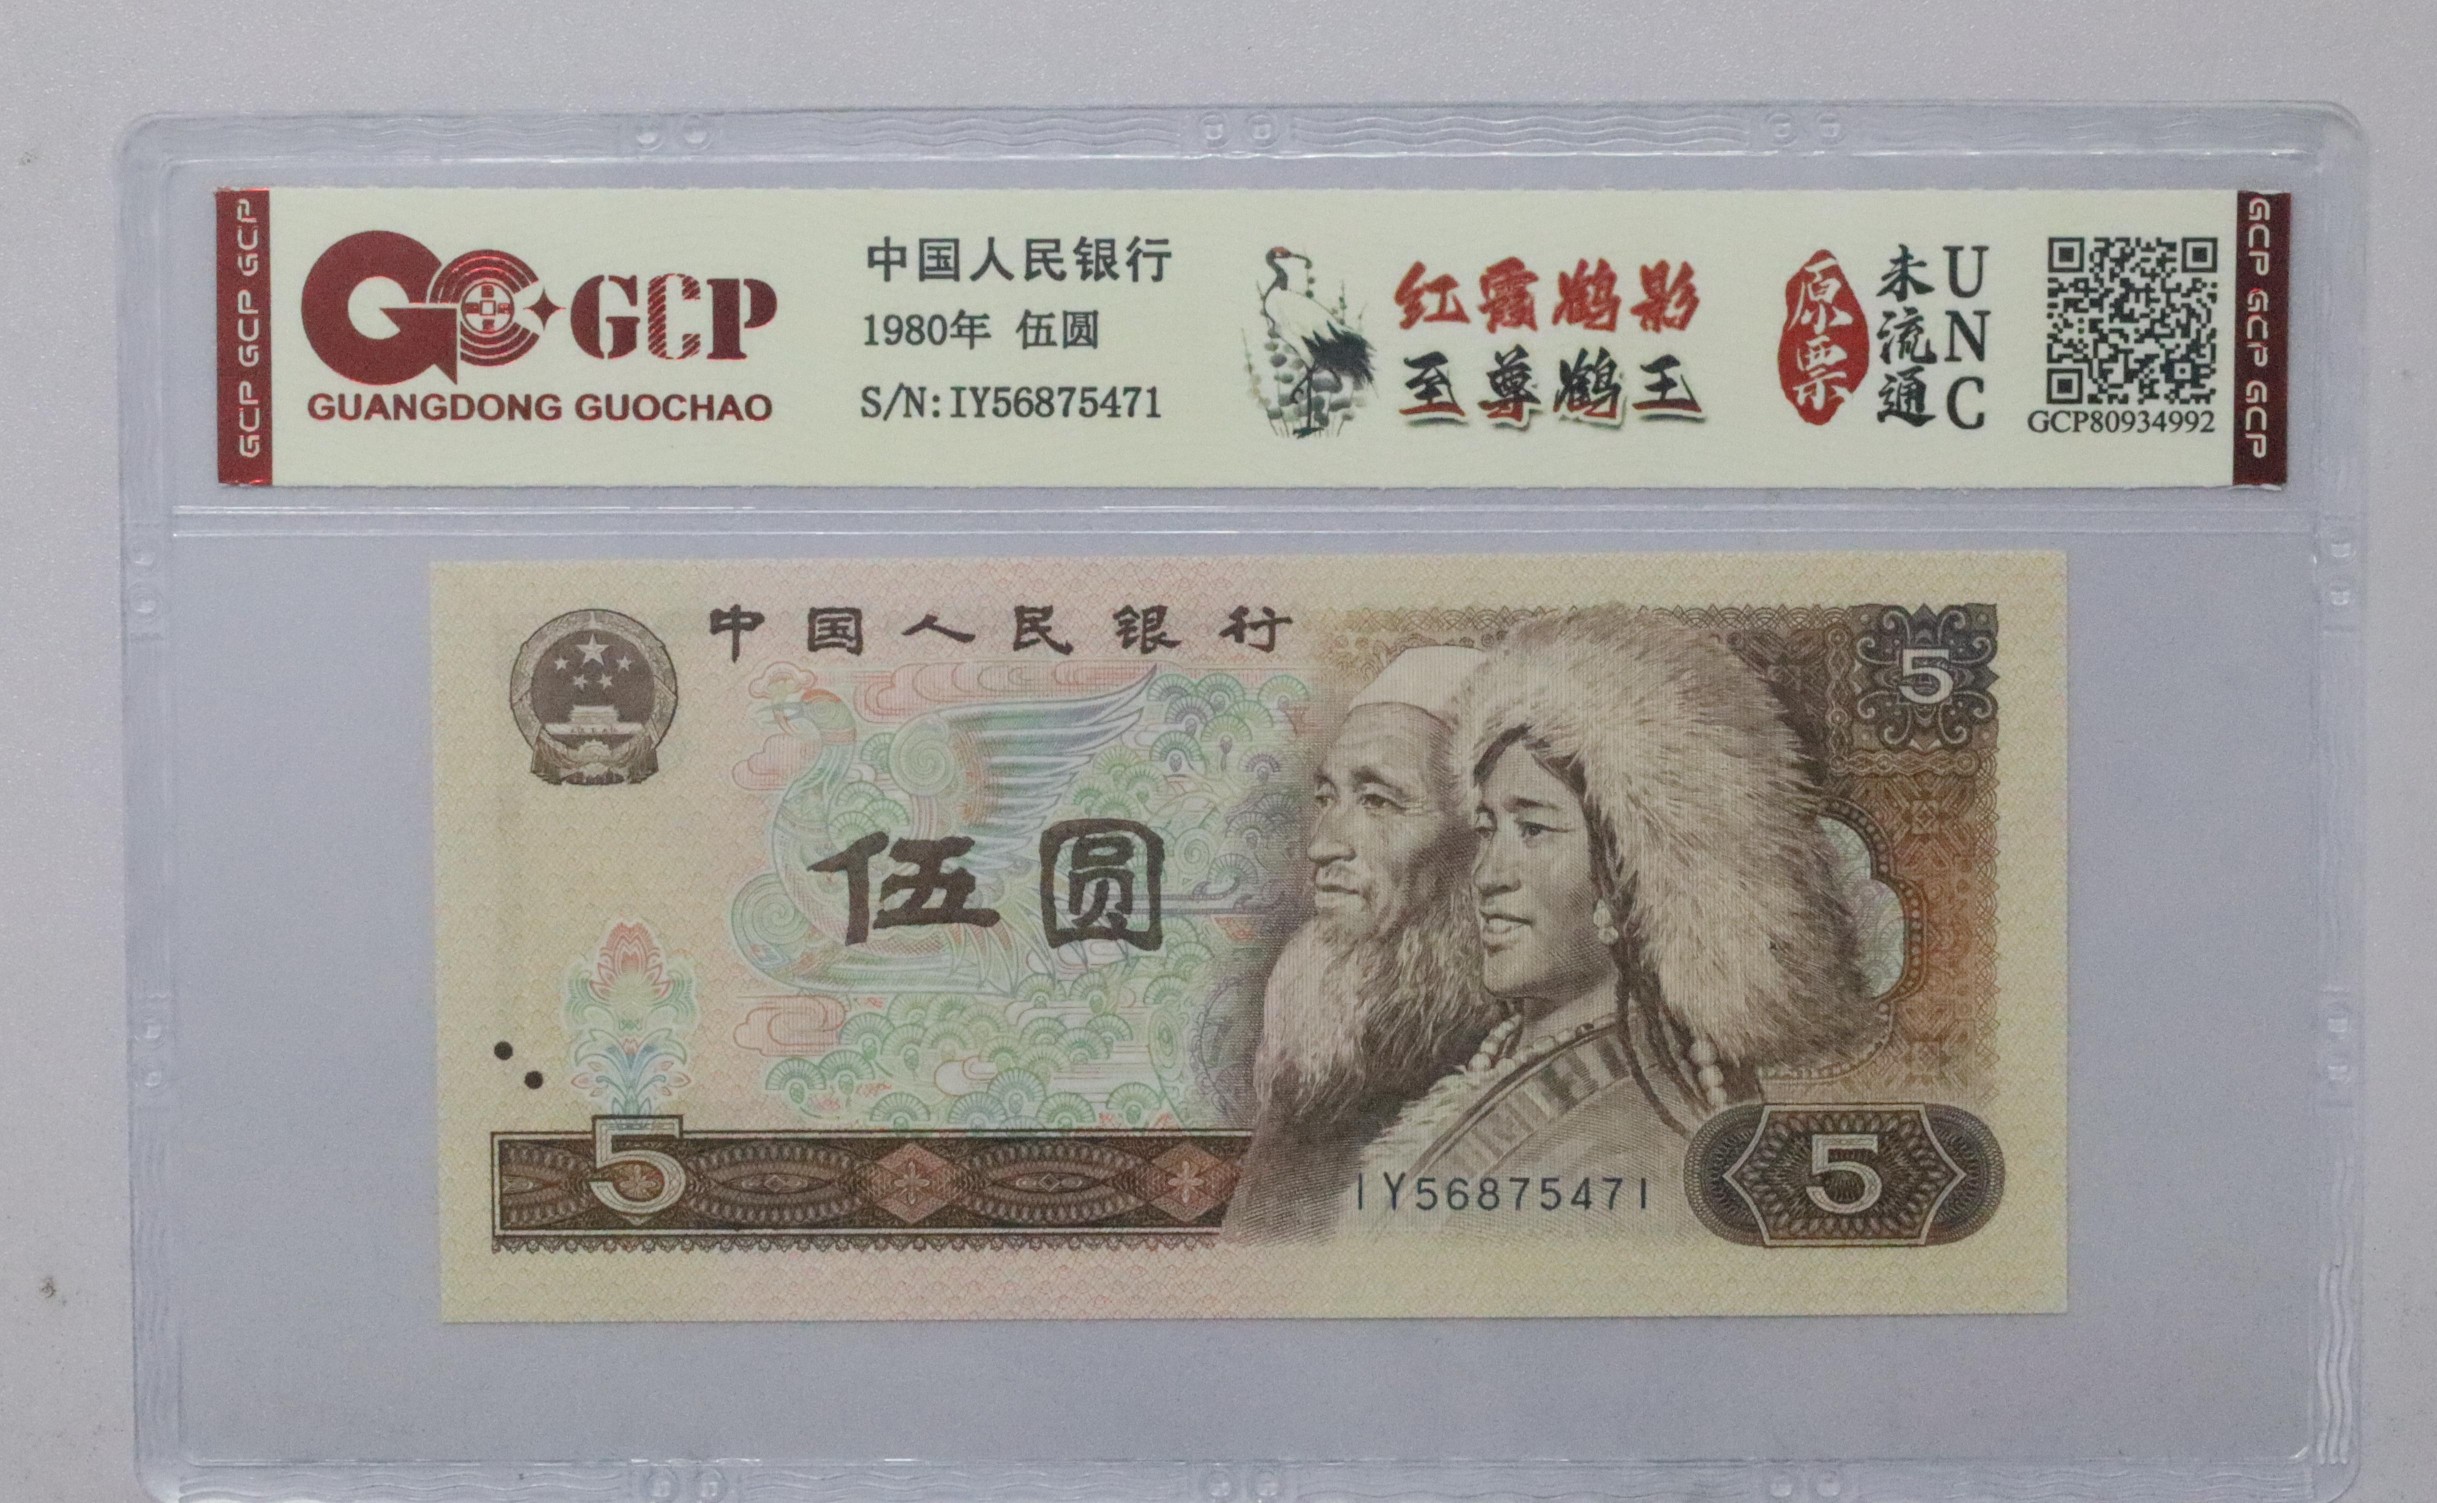 GCP GCP GCP
GCP
GUANGDONG GUOCHAO
中国人民银行
1980年 伍圆
S/N:IY56875471
红霞鹤影
至尊鹤王
原票
未流通
UNC
GCP80934992
GCP GCP GCP
中国人民银行
5
伍圆
5
IY56875471
5